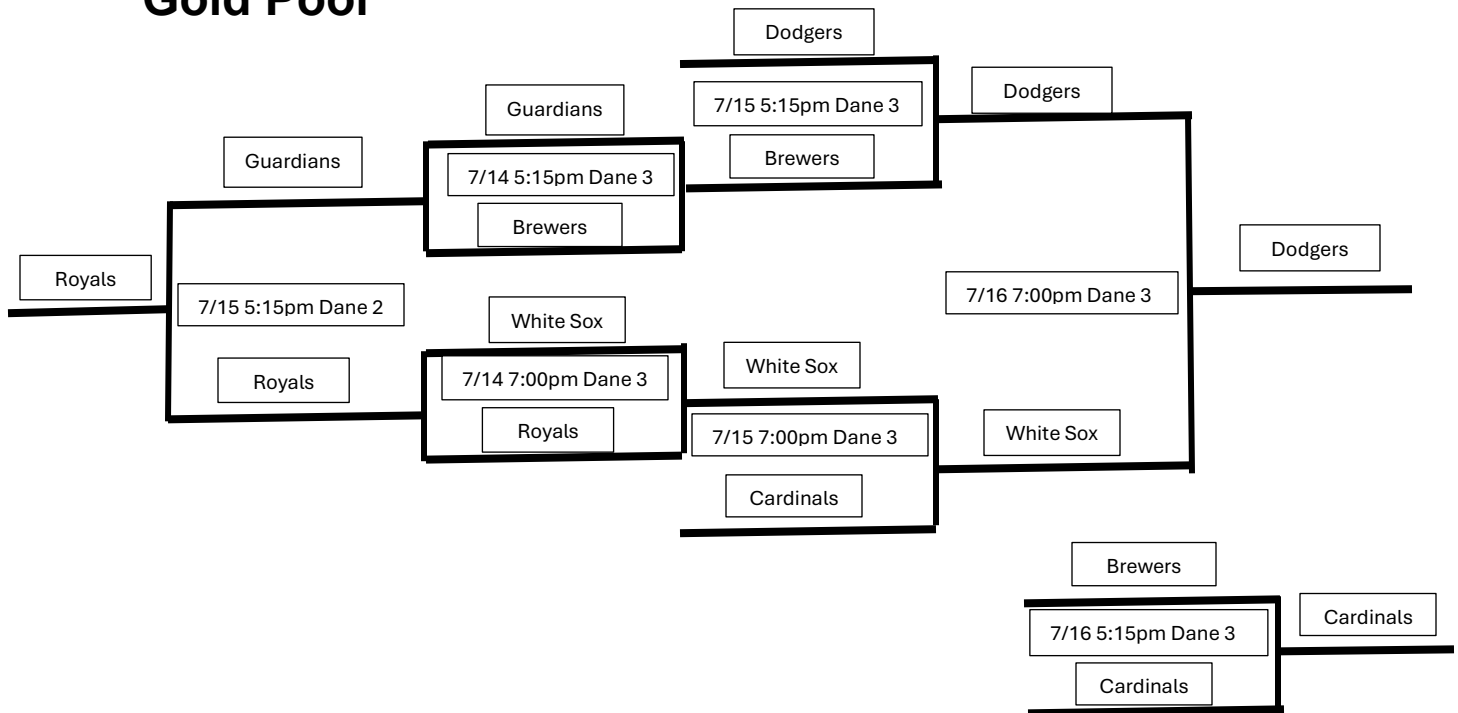 Gold Pool
Dodgers
7/15 5:15pm Dane 3
Brewers
Dodgers
Guardians
7/14 5:15pm Dane 3
Brewers
Guardians
Royals
7/15 5:15pm Dane 2
Royals
White Sox
7/14 7:00pm Dane 3
Royals
White Sox
7/15 7:00pm Dane 3
Cardinals
White Sox
7/16 7:00pm Dane 3
Dodgers
Brewers
7/16 5:15pm Dane 3
Cardinals
Cardinals